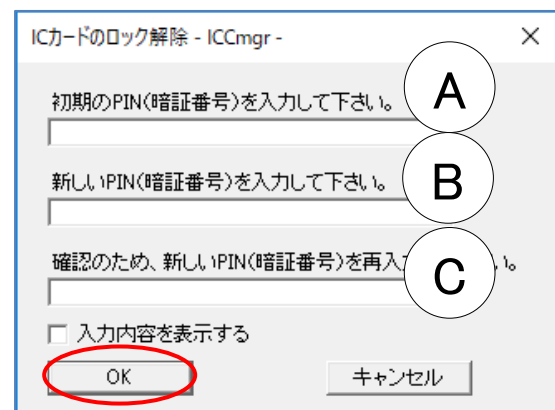 ICカードのロック解除 - ICCmgr -
初期のPIN(暗証番号)を入力して下さい。
A
新しいPIN(暗証番号)を入力して下さい。
B
確認のため、新しいPIN(暗証番号)を再入 い。
C
入力内容を表示する
OK キャンセル